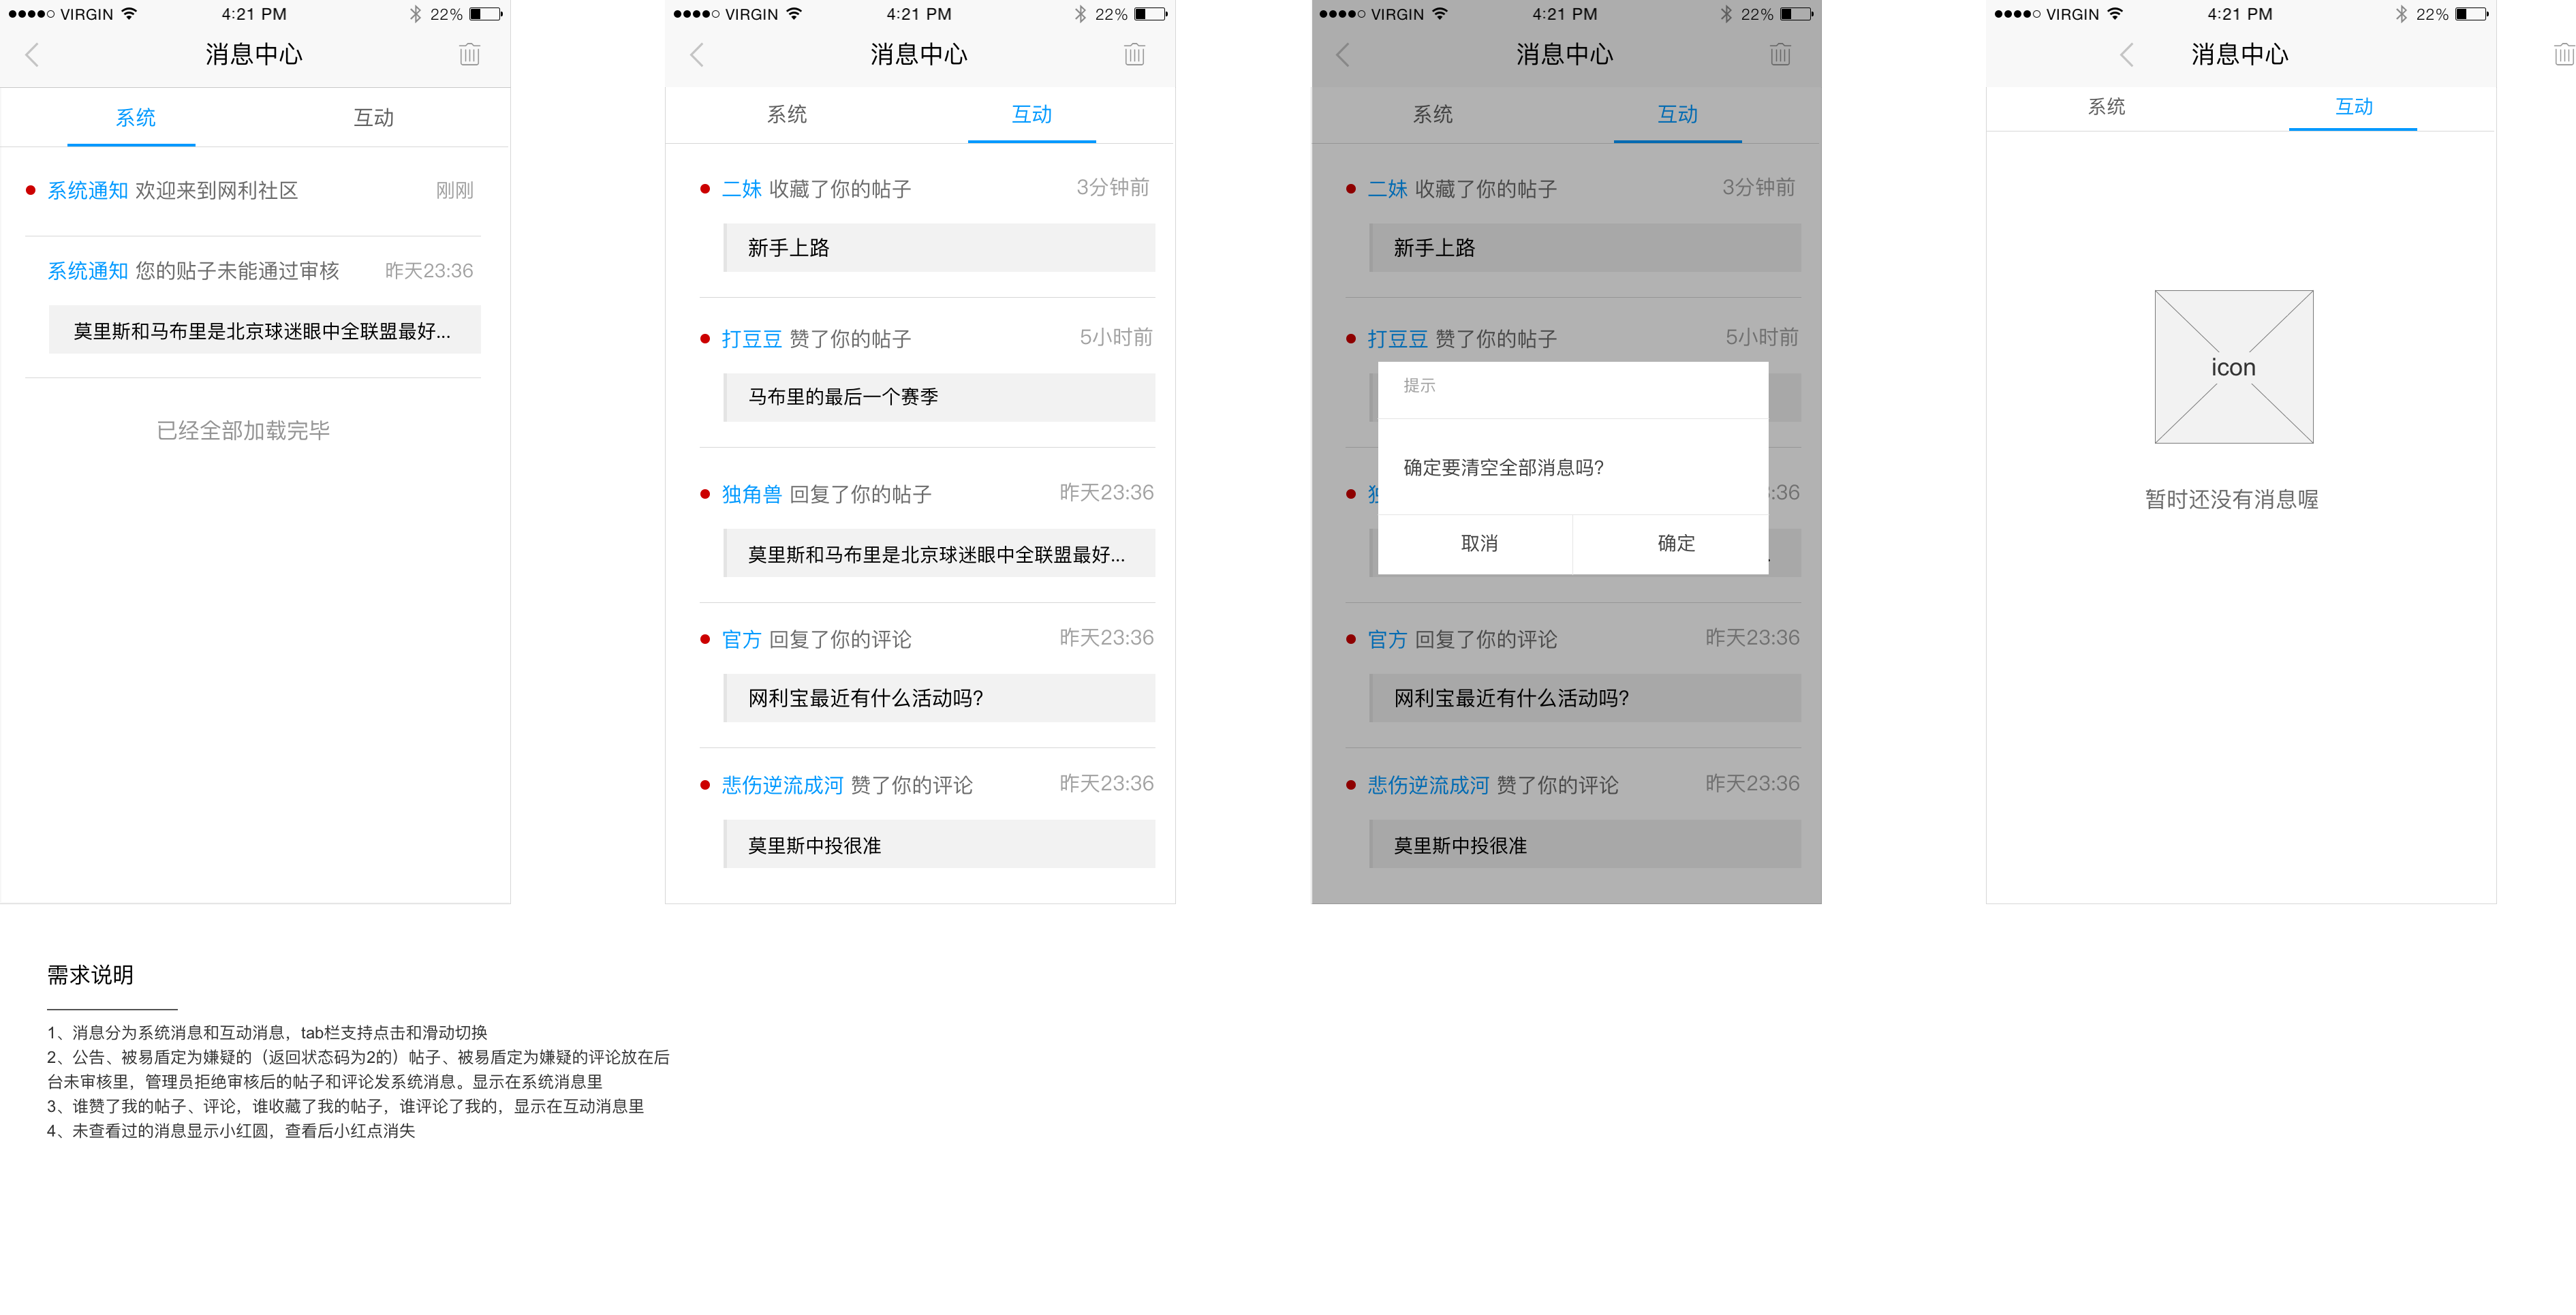 VIRGIN 4:21 PM 22%
消息中心
系统 互动
系统通知 欢迎来到网利社区 刚刚
系统通知 您的贴子未能通过审核 昨天23:36
莫里斯和马布里是北京球迷眼中全联盟最好...
已经全部加载完毕
VIRGIN 4:21 PM 22%
消息中心
系统 互动
二妹 收藏了你的帖子 3分钟前
新手上路
打豆豆 赞了你的帖子 5小时前
马布里的最后一个赛季
独角兽 回复了你的帖子 昨天23:36
莫里斯和马布里是北京球迷眼中全联盟最好...
官方 回复了你的评论 昨天23:36
网利宝最近有什么活动吗?
悲伤逆流成河 赞了你的评论 昨天23:36
莫里斯中投很准
VIRGIN 4:21 PM 22%
消息中心
系统 互动
二妹 收藏了你的帖子 3分钟前
新手上路
打豆豆 赞了你的帖子 5小时前
提示
确定要清空全部消息吗?
:36
取消 确定
官方 回复了你的评论 昨天23:36
网利宝最近有什么活动吗?
悲伤逆流成河 赞了你的评论 昨天23:36
莫里斯中投很准
VIRGIN 4:21 PM 22%
消息中心
系统 互动
icon
暂时还没有消息喔
需求说明
1、消息分为系统消息和互动消息，tab栏支持点击和滑动切换
2、公告、被易盾定为嫌疑的（返回状态码为2的）帖子、被易盾定为嫌疑的评论放在后
台未审核里，管理员拒绝审核后的帖子和评论发系统消息。显示在系统消息里
3、谁赞了我的帖子、评论，谁收藏了我的帖子，谁评论了我的，显示在互动消息里
4、未查看过的消息显示小红圆，查看后小红点消失